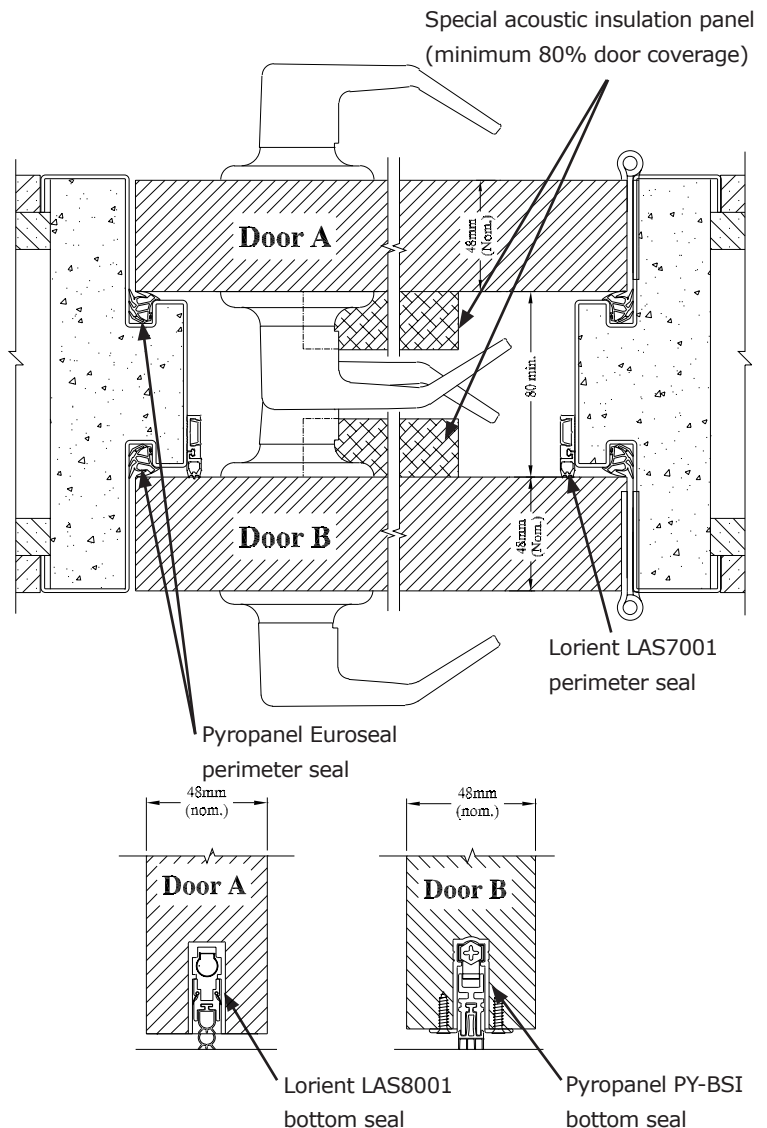 Special acoustic insulation panel
(minimum 80% door coverage)
Door A
48mm
(Nom.)
80 min.
Door B
48mm
(Nom.)
Lorient LAS7001
perimeter seal
Pyropanel Euroseal
perimeter seal
48mm
(nom.)
48mm
(nom.)
Door A
Door B
Lorient LAS8001
bottom seal
Pyropanel PY-BSI
bottom seal